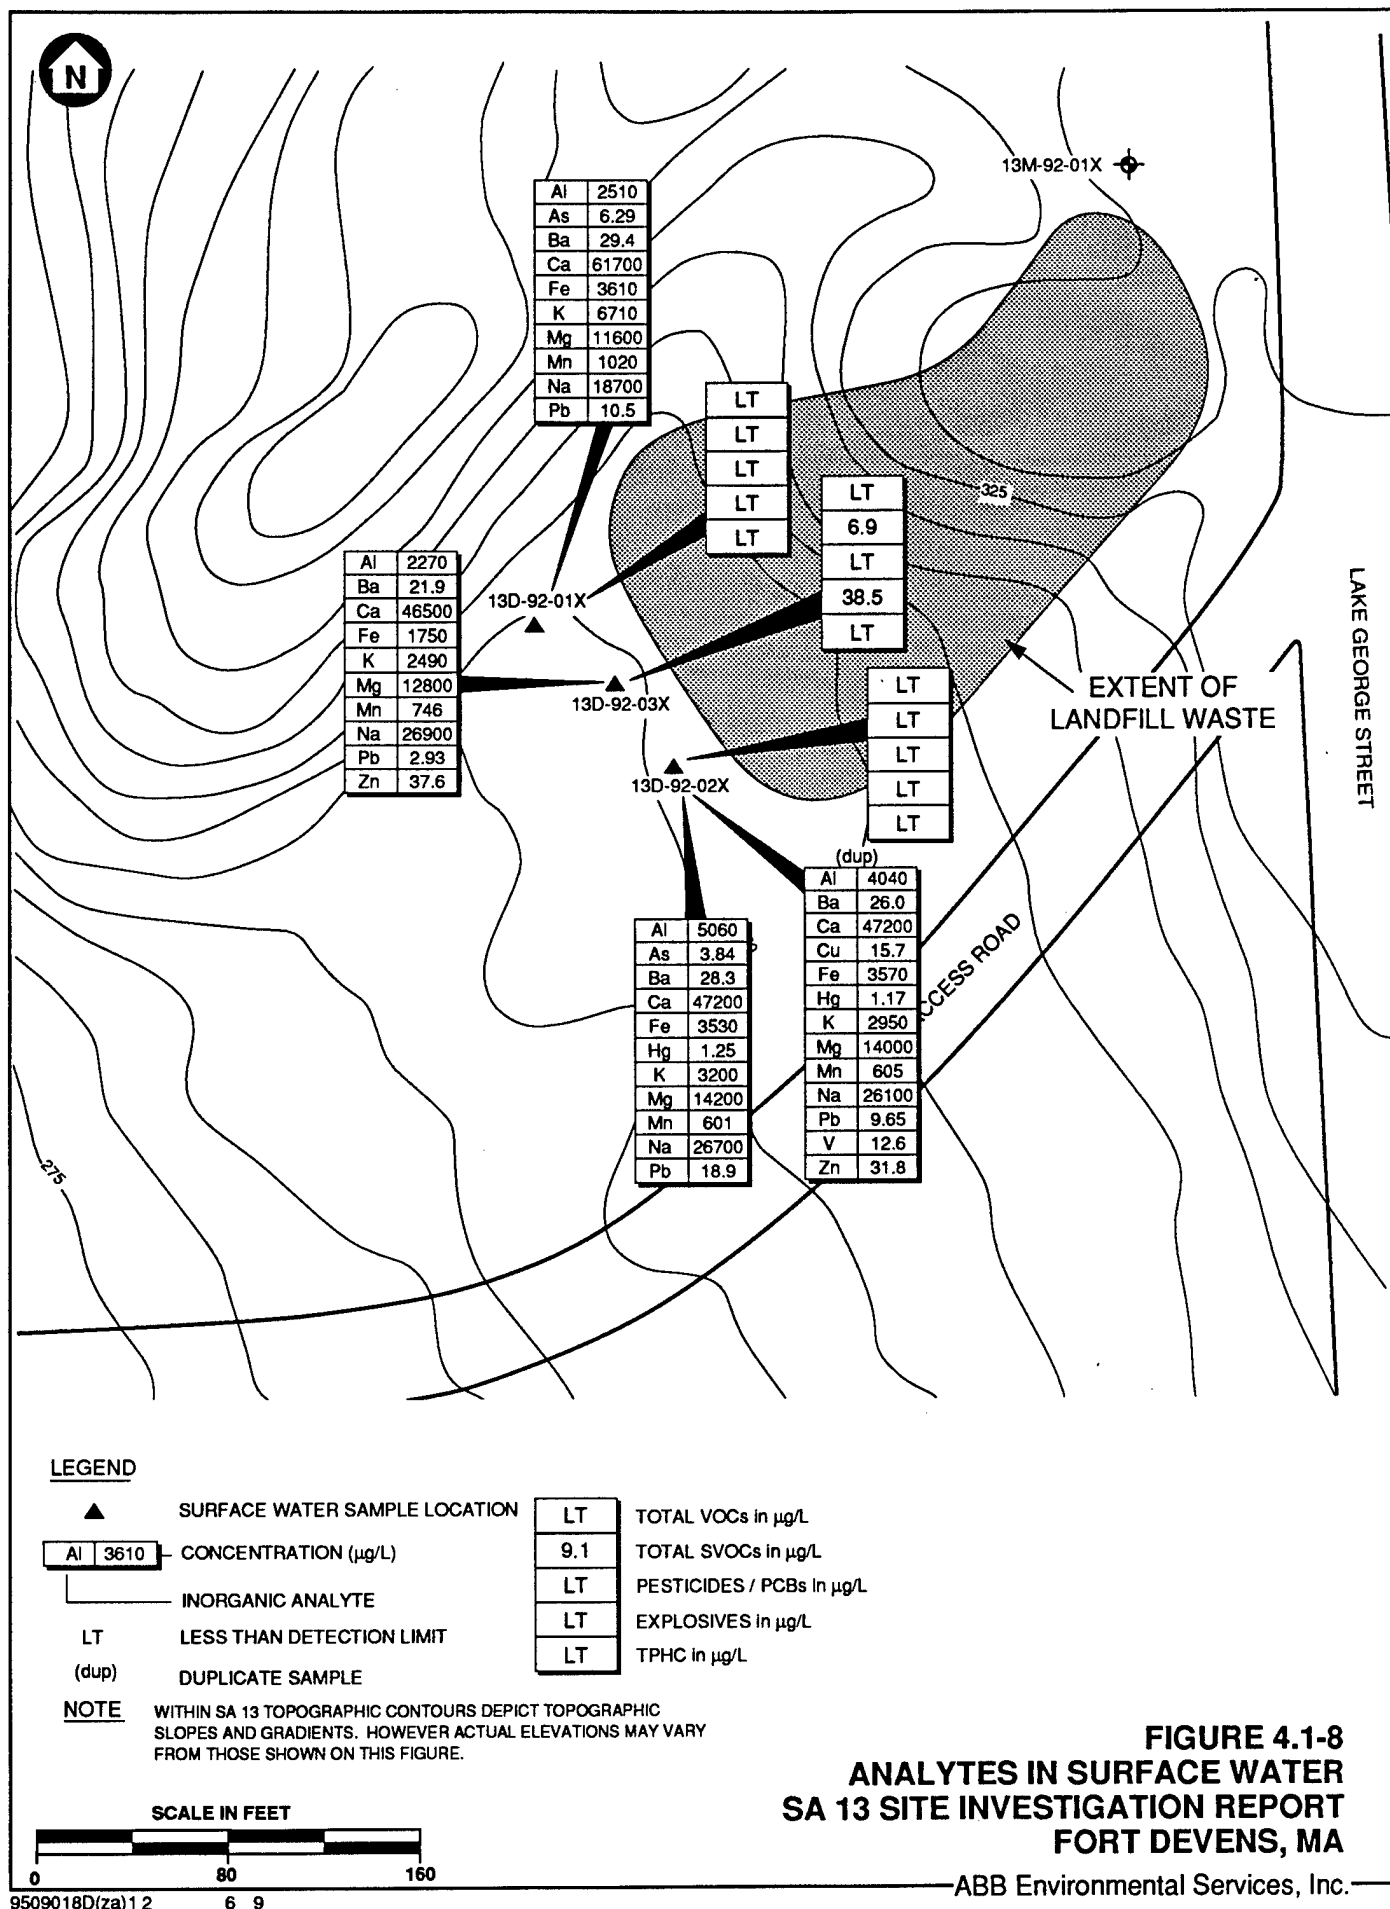 N
13M-92-01X
Al 2510
As 6.29
Ba 29.4
Ca 61700
Fe 3610
K 6710
Mg 11600
Mn 1020
Na 18700
Pb 10.5
LT
LT
LT
LT
LT
LT
6.9
LT
38.5
LT
325
Al 2270
Ba 21.9
Ca 46500
Fe 1750
K 2490
Mg 12800
Mn 746
Na 26900
Pb 2.93
Zn 37.6
13D-92-01X
13D-92-03X
13D-92-02X
LT
LT
LT
LT
LT
EXTENT OF
LANDFILL WASTE
LAKE GEORGE STREET
(dup)
Al 4040
Ba 26.0
Ca 47200
Cu 15.7
Fe 3570
Hg 1.17
K 2950
Mg 14000
Mn 605
Na 26100
Pb 9.65
V 12.6
Zn 31.8
Al 5060
As 3.84
Ba 28.3
Ca 47200
Fe 3530
Hg 1.25
K 3200
Mg 14200
Mn 601
Na 26700
Pb 18.9
CCESS ROAD
275
LEGEND
SURFACE WATER SAMPLE LOCATION
Al 3610 CONCENTRATION (µg/L)
INORGANIC ANALYTE
LT LESS THAN DETECTION LIMIT
(dup) DUPLICATE SAMPLE
LT TOTAL VOCs in µg/L
9.1 TOTAL SVOCs in µg/L
LT PESTICIDES / PCBs in µg/L
LT EXPLOSIVES in µg/L
LT TPHC in µg/L
NOTE WITHIN SA 13 TOPOGRAPHIC CONTOURS DEPICT TOPOGRAPHIC
SLOPES AND GRADIENTS. HOWEVER ACTUAL ELEVATIONS MAY VARY
FROM THOSE SHOWN ON THIS FIGURE.
SCALE IN FEET
0 80 160
9509018D(za) 1 2 6 9
FIGURE 4.1-8
ANALYTES IN SURFACE WATER
SA 13 SITE INVESTIGATION REPORT
FORT DEVENS, MA
ABB Environmental Services, Inc.